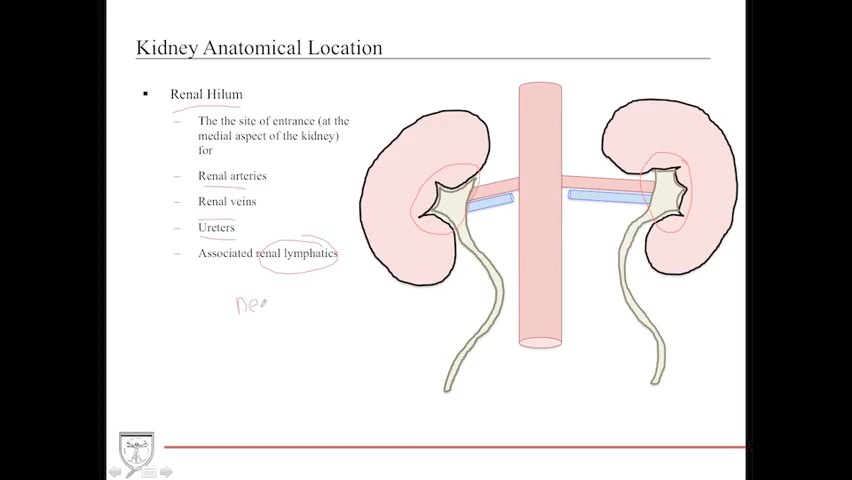 Kidney Anatomical Location
Renal Hilum
The the site of entrance (at the
medial aspect of the kidney)
for
Renal arteries
Renal veins
Ureters
Associated renal lymphatics
ne